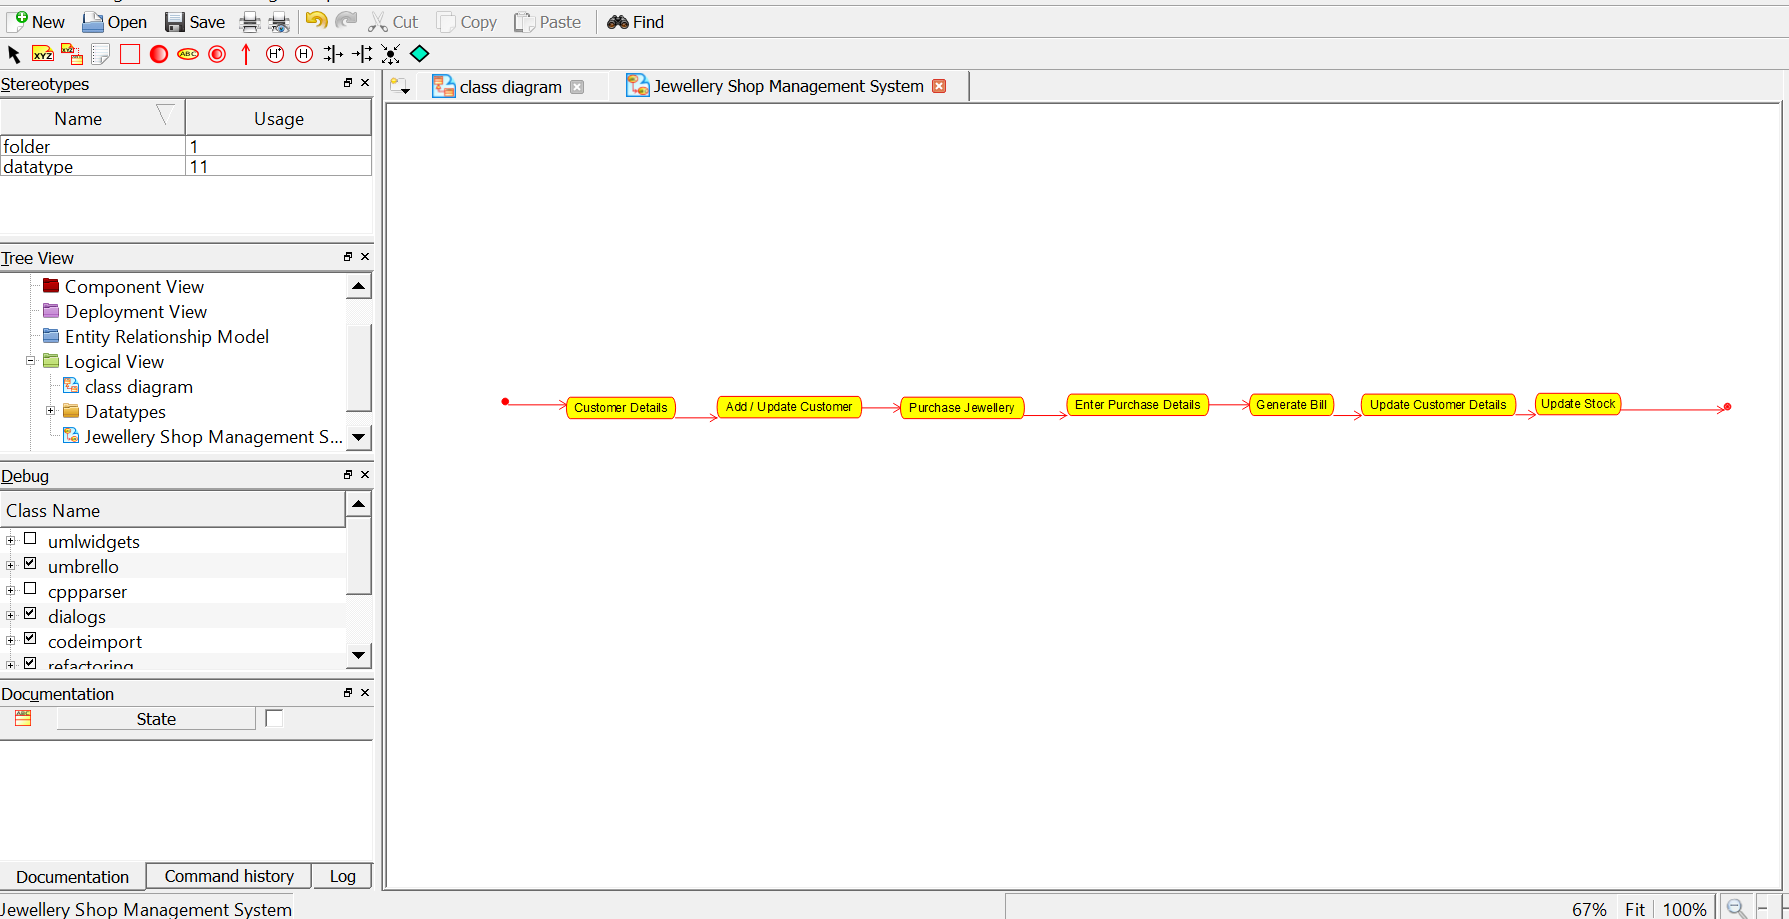 New Open Save Cut Copy Paste Find
XYZ XYZ ABC H* H
Stereotypes
Name Usage
folder 1
datatype 11
Tree View
Component View
Deployment View
Entity Relationship Model
Logical View
class diagram
Datatypes
Jewellery Shop Management S...
Debug
Class Name
umlwidgets
umbrello
cppparser
dialogs
codeimport
refactoring
Documentation
ABC State
Documentation Command history Log
class diagram Jewellery Shop Management System
Customer Details Add / Update Customer Purchase Jewellery Enter Purchase Details Generate Bill Update Customer Details Update Stock
Jewellery Shop Management System
67% Fit 100%